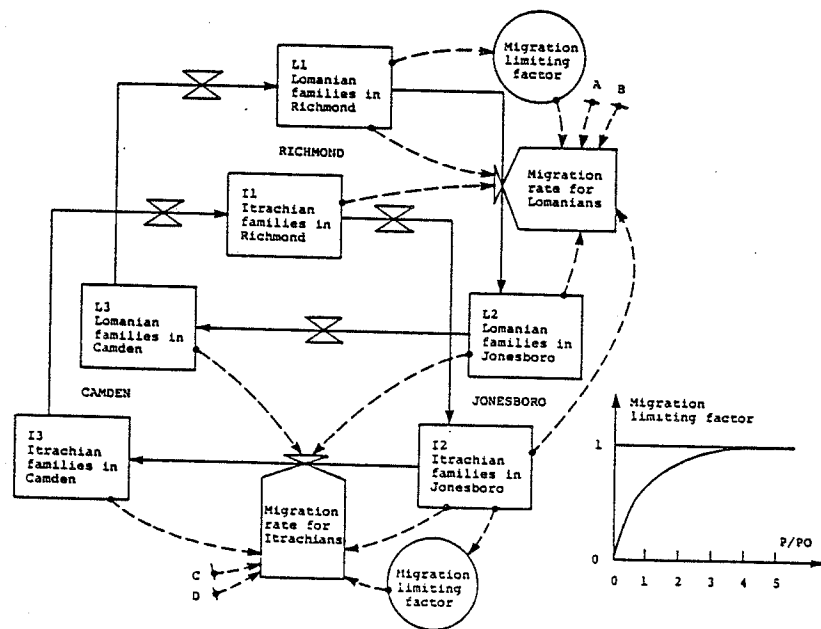 L1
Lomanian
families in
Richmond
Migration
limiting
factor
A
B
RICHMOND
Migration
rate for
Lomanians
I1
Itrachian
families in
Richmond
L3
Lomanian
families in
Camden
L2
Lomanian
families in
Jonesboro
CAMDEN
JONESBORO
I3
Itrachian
families in
Camden
I2
Itrachian
families in
Jonesboro
Migration
rate for
Itrachians
C
D
Migration
limiting
factor
Migration
limiting factor
1
0
P/PO
0 1 2 3 4 5